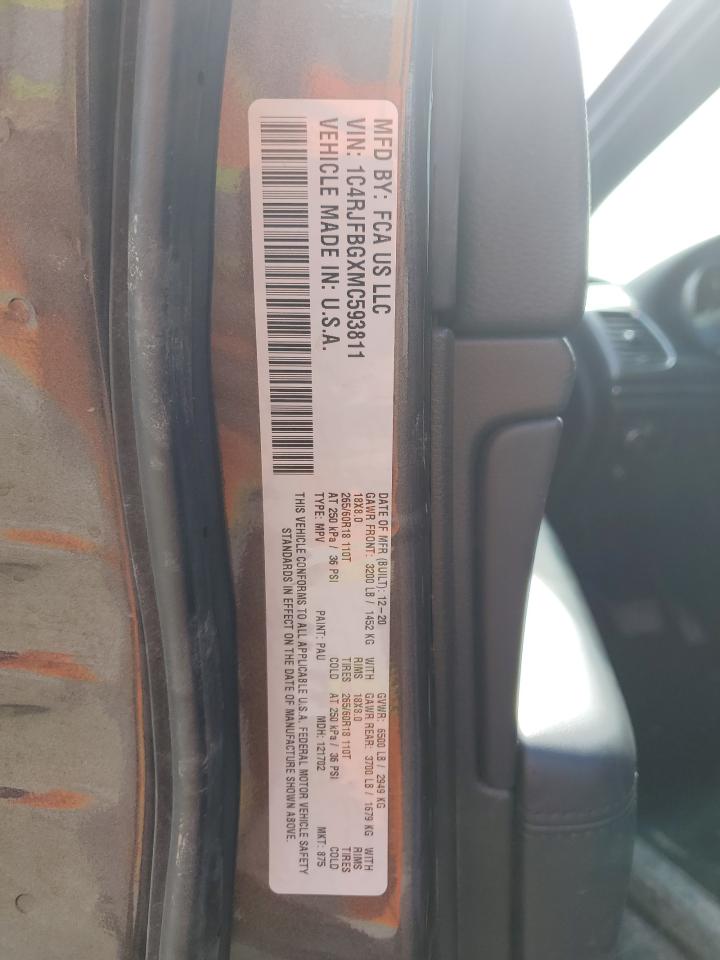 MFD BY: FCA US LLC
VIN: 1C4RJFBGXMC593811
VEHICLE MADE IN: U.S.A.
DATE OF MFR (BUILT): 12-20 GVWR: 6500 LB / 2949 KG
GAWR FRONT: 3200 LB / 1452 KG WITH GAWR REAR: 3700 LB / 1679 KG WITH
18X8.0 RIMS 18X8.0 RIMS
265/60R18 110T TIRES 265/60R18 110T TIRES
AT 250 kPa / 36 PSI COLD AT 250 kPa / 36 PSI COLD
TYPE: MPV PAINT: PAU MDH: 121702 MKT: 875
THIS VEHICLE CONFORMS TO ALL APPLICABLE U.S.A. FEDERAL MOTOR VEHICLE SAFETY
STANDARDS IN EFFECT ON THE DATE OF MANUFACTURE SHOWN ABOVE.